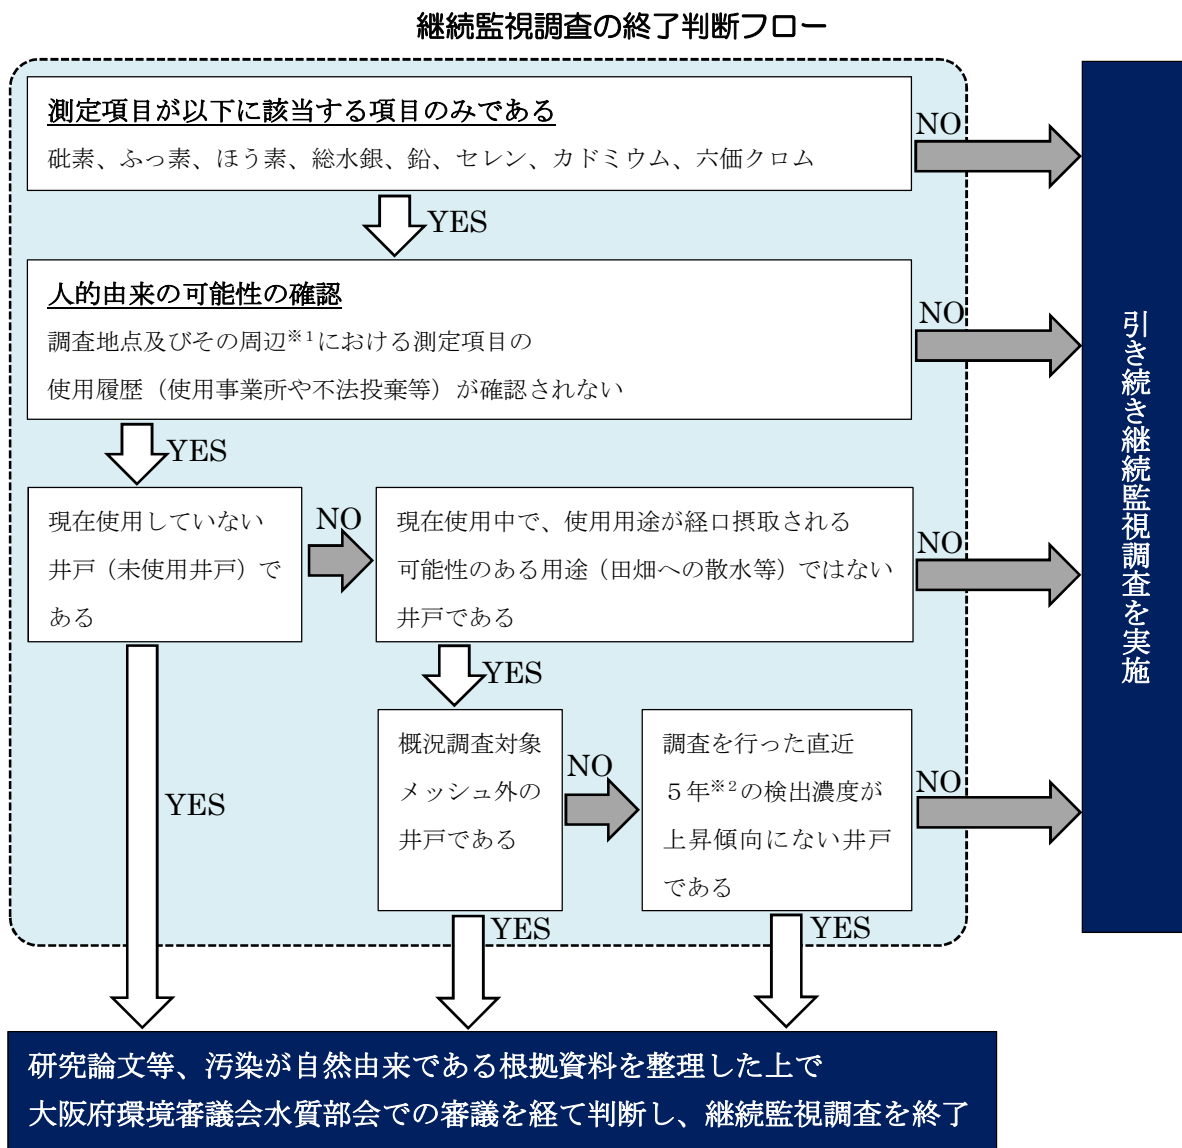 継続監視調査の終了判断フロー
測定項目が以下に該当する項目のみである
砒素、ふっ素、ほう素、総水銀、鉛、セレン、カドミウム、六価クロム
NO
YES
人的由来の可能性の確認
調査地点及びその周辺※1における測定項目の
使用履歴（使用事業所や不法投棄等）が確認されない
NO
YES
現在使用していない
井戸（未使用井戸）で
ある
NO
現在使用中で、使用用途が経口摂取される
可能性のある用途（田畑への散水等）ではない
井戸である
NO
YES
YES
概況調査対象
メッシュ外の
井戸である
NO
調査を行った直近
５年※2の検出濃度が
上昇傾向にない井戸
である
NO
YES
YES
引き続き継続監視調査を実施
研究論文等、汚染が自然由来である根拠資料を整理した上で
大阪府環境審議会水質部会での審議を経て判断し、継続監視調査を終了